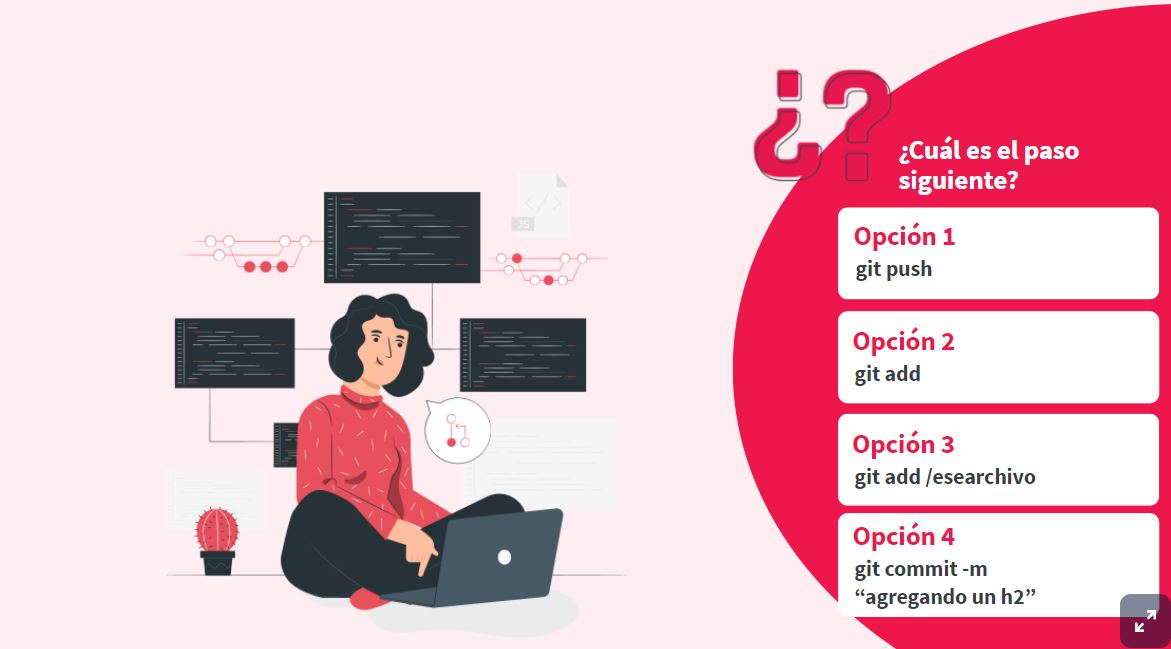 ¿?
¿Cuál es el paso
siguiente?
Opción 1
git push
Opción 2
git add
Opción 3
git add /esearchivo
Opción 4
git commit -m
“agregando un h2”
JS